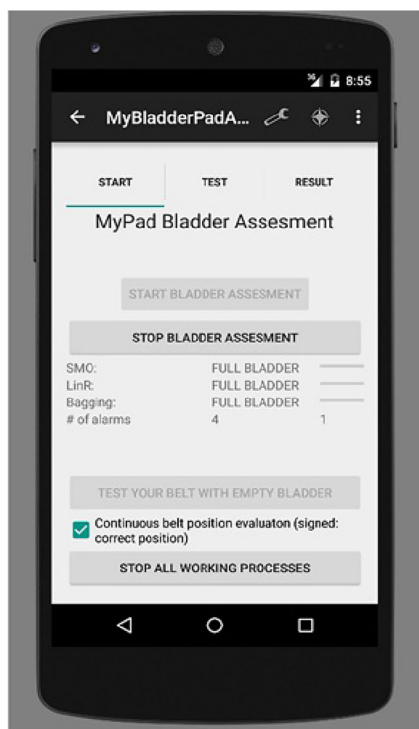 3G 8:55
MyBladderPadA...
START TEST RESULT
MyPad Bladder Assesment
START BLADDER ASSESMENT
STOP BLADDER ASSESMENT
SMO: FULL BLADDER
LinR: FULL BLADDER
Bagging: FULL BLADDER
# of alarms 4 1
TEST YOUR BELT WITH EMPTY BLADDER
Continuous belt position evaluaton (signed:
correct position)
STOP ALL WORKING PROCESSES